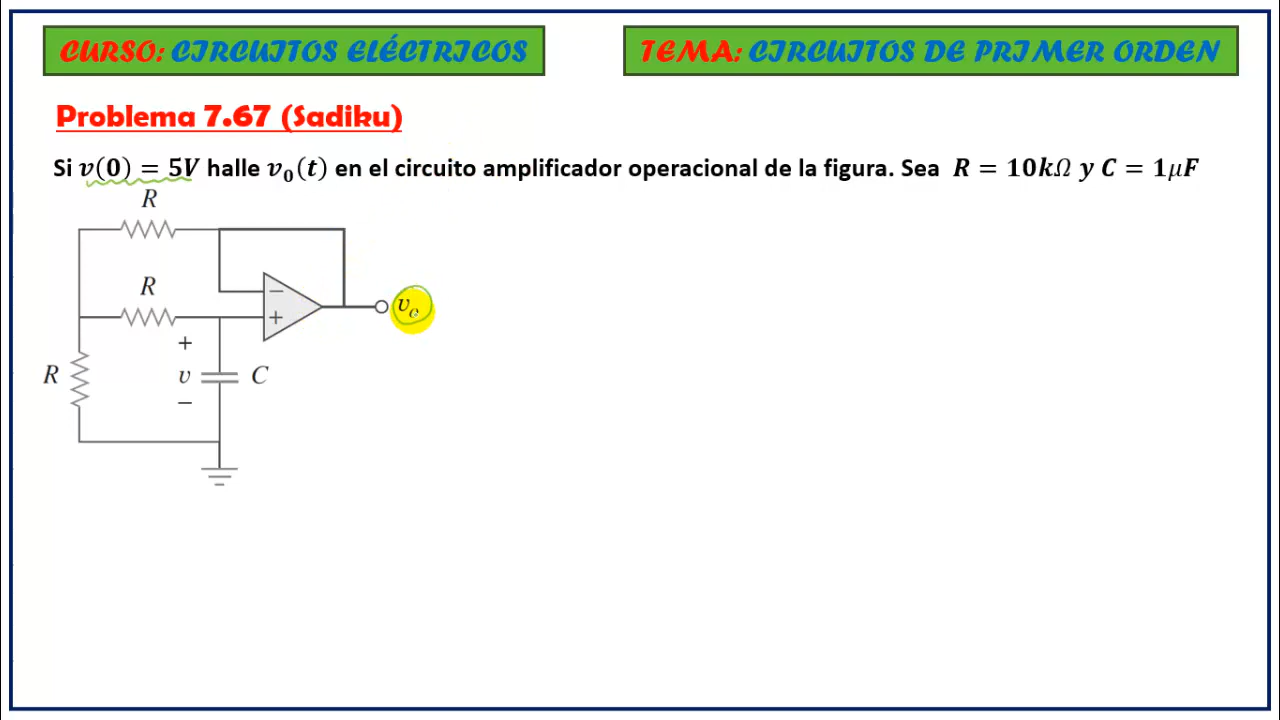 CURSO: CIRCUITOS ELÉCTRICOS
TEMA: CIRCUITOS DE PRIMER ORDEN
Problema 7.67 (Sadiku)
Si v(0) = 5V halle v₀(t) en el circuito amplificador operacional de la figura. Sea R = 10kΩ y C = 1μF
R
R
−
+
vₒ
+
R
v
C
−